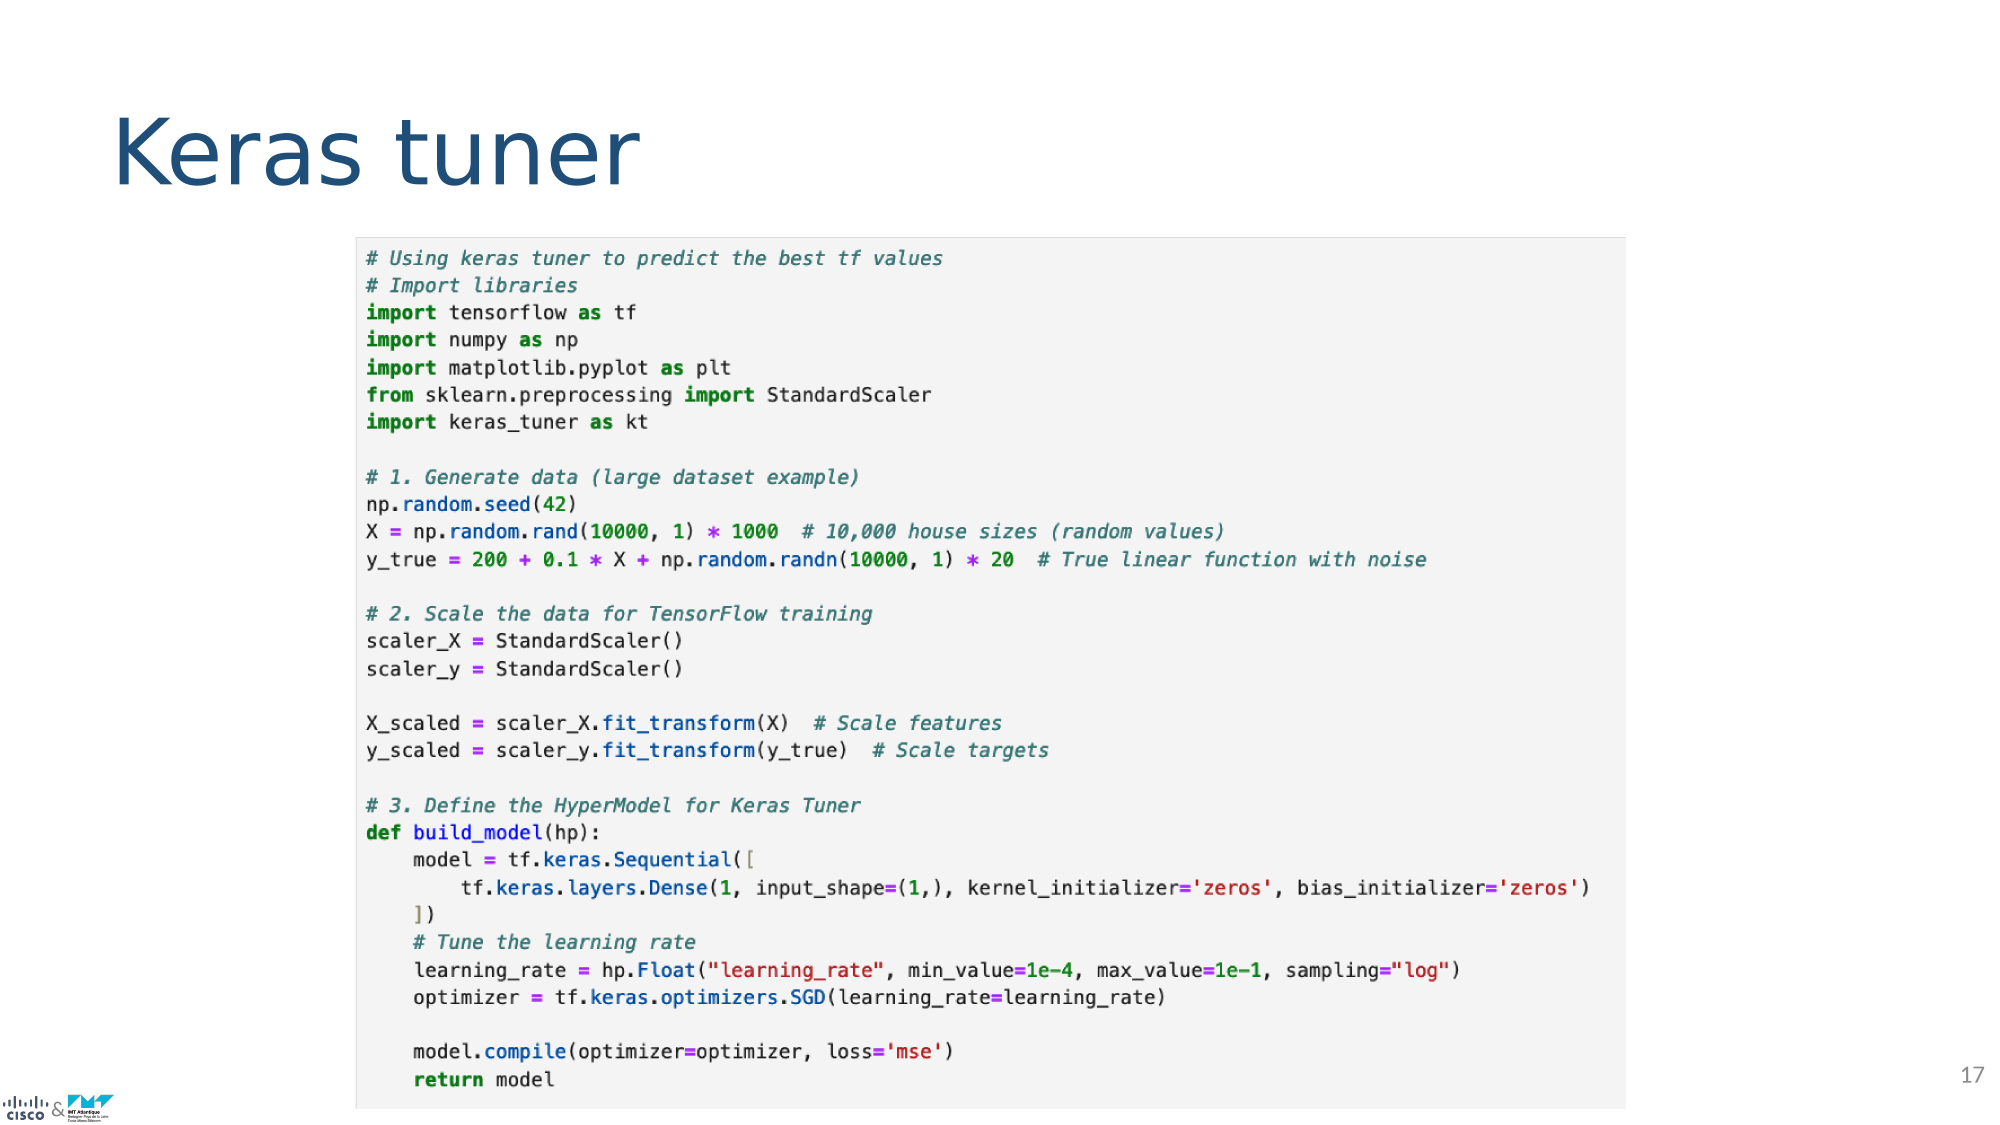 Keras tuner
# Using keras tuner to predict the best tf values
# Import libraries
import tensorflow as tf
import numpy as np
import matplotlib.pyplot as plt
from sklearn.preprocessing import StandardScaler
import keras_tuner as kt
# 1. Generate data (large dataset example)
np.random.seed(42)
X = np.random.rand(10000, 1) * 1000  # 10,000 house sizes (random values)
y_true = 200 + 0.1 * X + np.random.randn(10000, 1) * 20  # True linear function with noise
# 2. Scale the data for TensorFlow training
scaler_X = StandardScaler()
scaler_y = StandardScaler()
X_scaled = scaler_X.fit_transform(X)  # Scale features
y_scaled = scaler_y.fit_transform(y_true)  # Scale targets
# 3. Define the HyperModel for Keras Tuner
def build_model(hp):
    model = tf.keras.Sequential([
        tf.keras.layers.Dense(1, input_shape=(1,), kernel_initializer='zeros', bias_initializer='zeros')
    ])
    # Tune the learning rate
    learning_rate = hp.Float("learning_rate", min_value=1e-4, max_value=1e-1, sampling="log")
    optimizer = tf.keras.optimizers.SGD(learning_rate=learning_rate)
    model.compile(optimizer=optimizer, loss='mse')
    return model
17
CISCO & IMT Atlantique